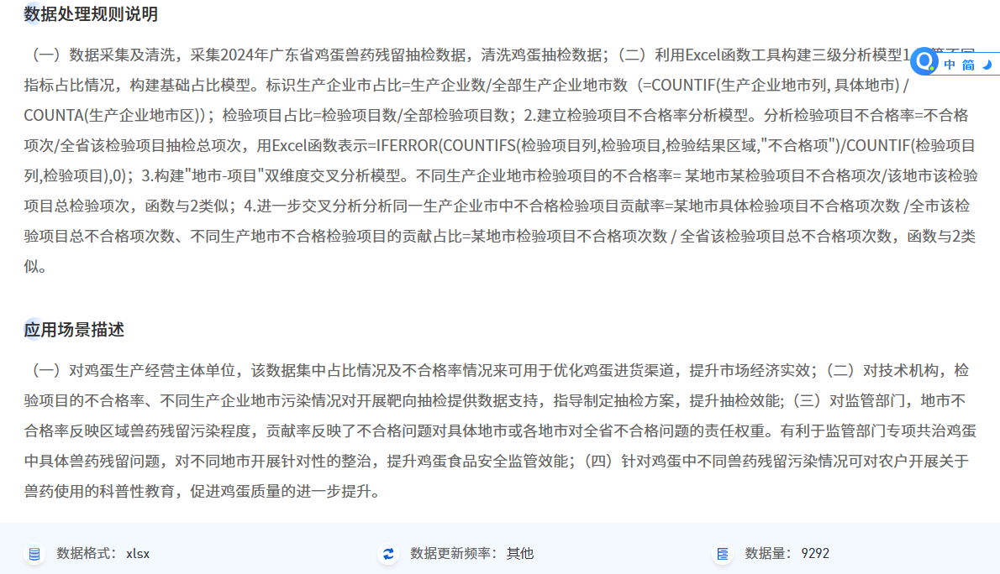 数据处理规则说明
（一）数据采集及清洗，采集2024年广东省鸡蛋兽药残留抽检数据，清洗鸡蛋抽检数据；（二）利用Excel函数工具构建三级分析模型1
中 简
指标占比情况，构建基础占比模型。标识生产企业市占比=生产企业数/全部生产企业地市数（=COUNTIF(生产企业地市列, 具体地市) /
COUNTA(生产企业地市区)）；检验项目占比=检验项目数/全部检验项目数；2.建立检验项目不合格率分析模型。分析检验项目不合格率=不合格
项次/全省该检验项目抽检总项次，用Excel函数表示=IFERROR(COUNTIFS(检验项目列,检验项目,检验结果区域,"不合格项")/COUNTIF(检验项目
列,检验项目),0)；3.构建"地市-项目"双维度交叉分析模型。不同生产企业地市检验项目的不合格率= 某地市某检验项目不合格项次/该地市该检验
项目总检验项次，函数与2类似；4.进一步交叉分析分析同一生产企业市中不合格检验项目贡献率=某地市具体检验项目不合格项次数 /全市该检
验项目总不合格项次数、不同生产地市不合格检验项目的贡献占比=某地市检验项目不合格项次数 / 全省该检验项目总不合格项次数，函数与2类
似。
应用场景描述
（一）对鸡蛋生产经营主体单位，该数据集中占比情况及不合格率情况来可用于优化鸡蛋进货渠道，提升市场经济实效；（二）对技术机构，检
验项目的不合格率、不同生产企业地市污染情况对开展靶向抽检提供数据支持，指导制定抽检方案，提升抽检效能;（三）对监管部门，地市不
合格率反映区域兽药残留污染程度，贡献率反映了不合格问题对具体地市或各地市对全省不合格问题的责任权重。有利于监管部门专项共治鸡蛋
中具体兽药残留问题，对不同地市开展针对性的整治，提升鸡蛋食品安全监管效能；（四）针对鸡蛋中不同兽药残留污染情况可对农户开展关于
兽药使用的科普性教育，促进鸡蛋质量的进一步提升。
数据格式： xlsx
数据更新频率： 其他
数据量： 9292